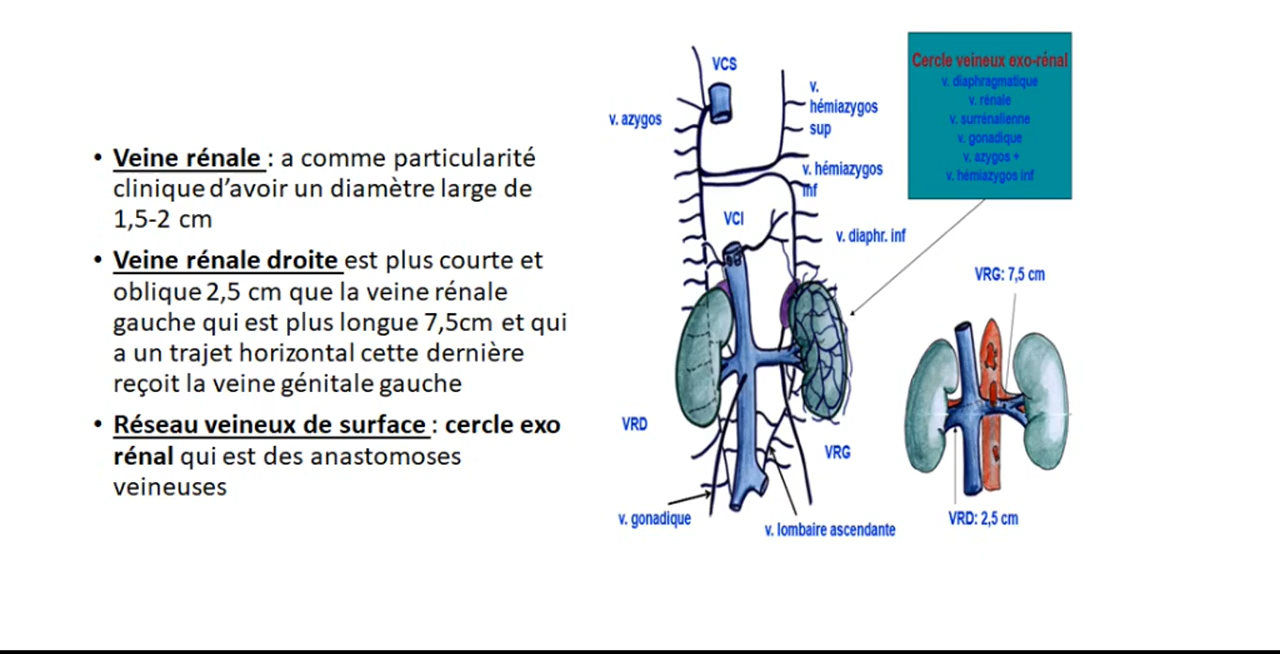 • Veine rénale : a comme particularité
clinique d’avoir un diamètre large de
1,5-2 cm
• Veine rénale droite est plus courte et
oblique 2,5 cm que la veine rénale
gauche qui est plus longue 7,5cm et qui
a un trajet horizontal cette dernière
reçoit la veine génitale gauche
• Réseau veineux de surface : cercle exo
rénal qui est des anastomoses
veineuses
VCS
v. azygos
v.
hémiazygos
sup
v. hémiazygos
inf
VCI
v. diaphr. inf
VRD
VRG
v. gonadique
v. lombaire ascendante
Cercle veineux exo-rénal
v. diaphragmatique
v. rénale
v. surrénalienne
v. gonadique
v. azygos +
v. hémiazygos inf
VRG: 7,5 cm
VRD: 2,5 cm